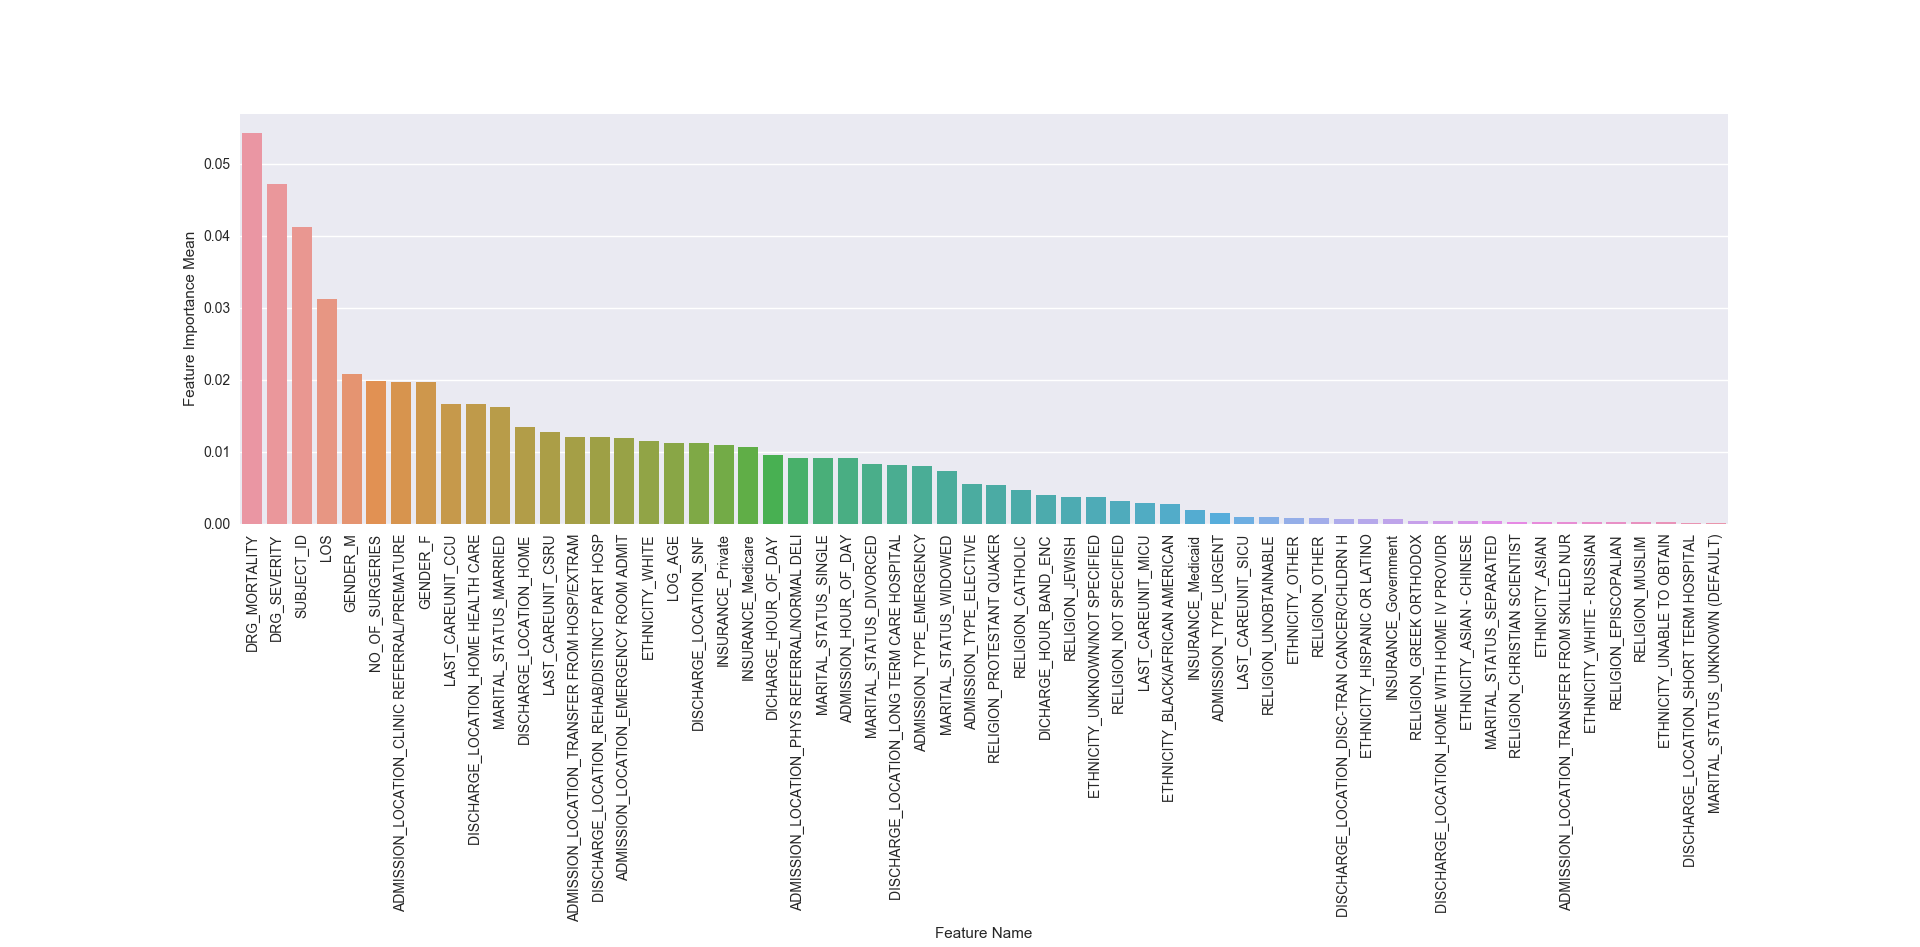 0.05
0.04
0.03
0.02
0.01
0.00
Feature Importance Mean
DRG_MORTALITY
DRG_SEVERITY
SUBJECT_ID
LOS
GENDER_M
NO_OF_SURGERIES
ADMISSION_LOCATION_CLINIC REFERRAL/PREMATURE
GENDER_F
LAST_CAREUNIT_CCU
DISCHARGE_LOCATION_HOME HEALTH CARE
MARITAL_STATUS_MARRIED
DISCHARGE_LOCATION_HOME
LAST_CAREUNIT_CSRU
ADMISSION_LOCATION_TRANSFER FROM HOSP/EXTRAM
DISCHARGE_LOCATION_REHAB/DISTINCT PART HOSP
ADMISSION_LOCATION_EMERGENCY ROOM ADMIT
ETHNICITY_WHITE
LOG_AGE
DISCHARGE_LOCATION_SNF
INSURANCE_Private
INSURANCE_Medicare
DICHARGE_HOUR_OF_DAY
ADMISSION_LOCATION_PHYS REFERRAL/NORMAL DELI
MARITAL_STATUS_SINGLE
ADMISSION_HOUR_OF_DAY
MARITAL_STATUS_DIVORCED
DISCHARGE_LOCATION_LONG TERM CARE HOSPITAL
ADMISSION_TYPE_EMERGENCY
MARITAL_STATUS_WIDOWED
ADMISSION_TYPE_ELECTIVE
RELIGION_PROTESTANT QUAKER
RELIGION_CATHOLIC
DICHARGE_HOUR_BAND_ENC
RELIGION_JEWISH
ETHNICITY_UNKNOWN/NOT SPECIFIED
RELIGION_NOT SPECIFIED
LAST_CAREUNIT_MICU
ETHNICITY_BLACK/AFRICAN AMERICAN
INSURANCE_Medicaid
ADMISSION_TYPE_URGENT
LAST_CAREUNIT_SICU
RELIGION_UNOBTAINABLE
ETHNICITY_OTHER
RELIGION_OTHER
DISCHARGE_LOCATION_DISC-TRAN CANCER/CHLDRN H
ETHNICITY_HISPANIC OR LATINO
INSURANCE_Government
RELIGION_GREEK ORTHODOX
DISCHARGE_LOCATION_HOME WITH HOME IV PROVIDR
ETHNICITY_ASIAN - CHINESE
MARITAL_STATUS_SEPARATED
RELIGION_CHRISTIAN SCIENTIST
ETHNICITY_ASIAN
ADMISSION_LOCATION_TRANSFER FROM SKILLED NUR
ETHNICITY_WHITE - RUSSIAN
RELIGION_EPISCOPALIAN
RELIGION_MUSLIM
ETHNICITY_UNABLE TO OBTAIN
DISCHARGE_LOCATION_SHORT TERM HOSPITAL
MARITAL_STATUS_UNKNOWN (DEFAULT)
Feature Name